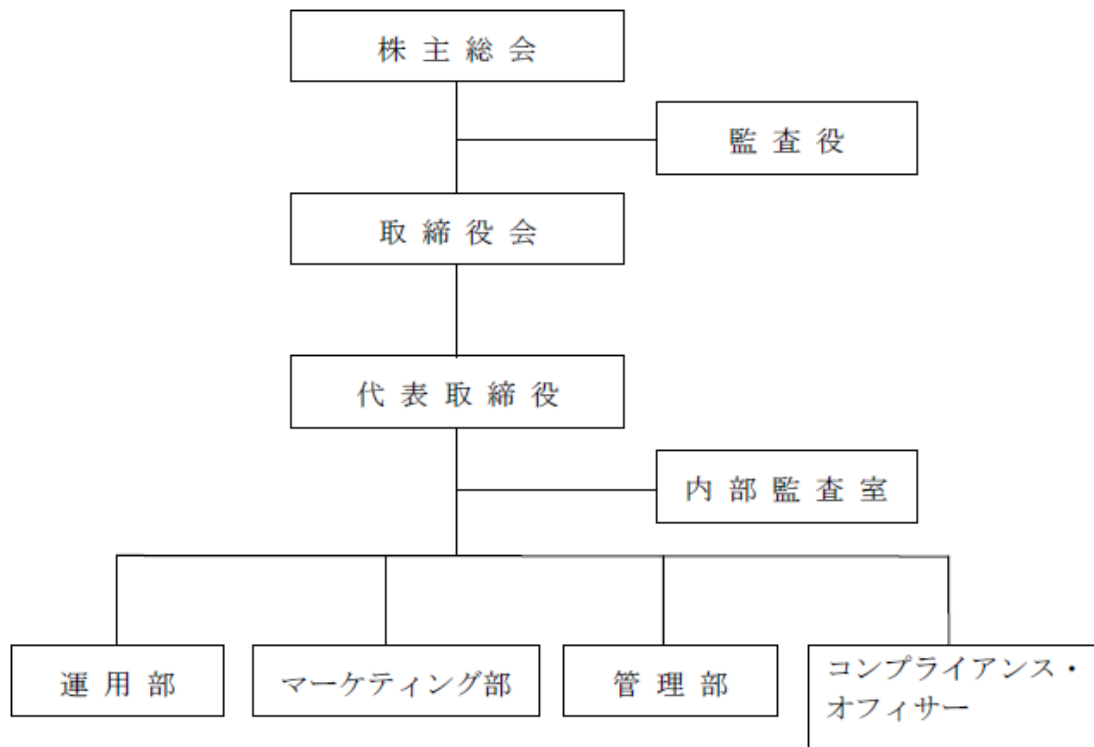 株主総会
監査役
取締役会
代表取締役
内部監査室
運用部
マーケティング部
管理部
コンプライアンス・
オフィサー